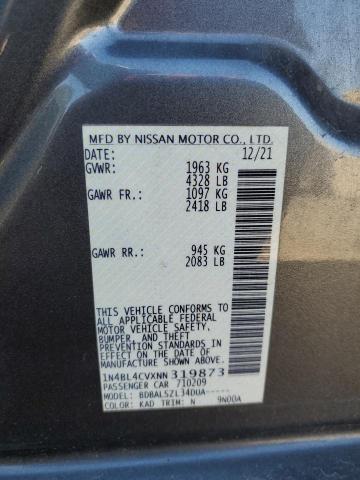 MFD BY NISSAN MOTOR CO., LTD.
DATE: 12/21
GVWR: 1963 KG
4328 LB
GAWR FR.: 1097 KG
2418 LB
GAWR RR.: 945 KG
2083 LB
THIS VEHICLE CONFORMS TO
ALL APPLICABLE FEDERAL
MOTOR VEHICLE SAFETY,
BUMPER, AND THEFT
PREVENTION STANDARDS IN
EFFECT ON THE DATE OF
MANUFACTURE SHOWN ABOVE.
1N4BL4CVXNN319873
PASSENGER CAR 710209
MODEL: BDBALSZL34DUA-----
COLOR: KAD TRIM: N 9N00A